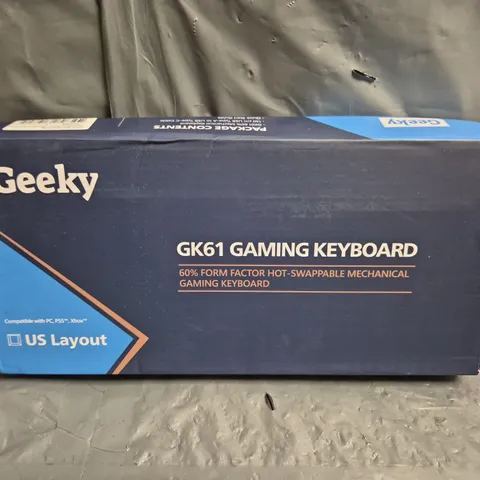 PACKAGE CONTENTS
Geeky
Geeky
GK61 GAMING KEYBOARD
60% FORM FACTOR HOT-SWAPPABLE MECHANICAL
GAMING KEYBOARD
Compatible with PC, PS5™, Xbox™
US Layout